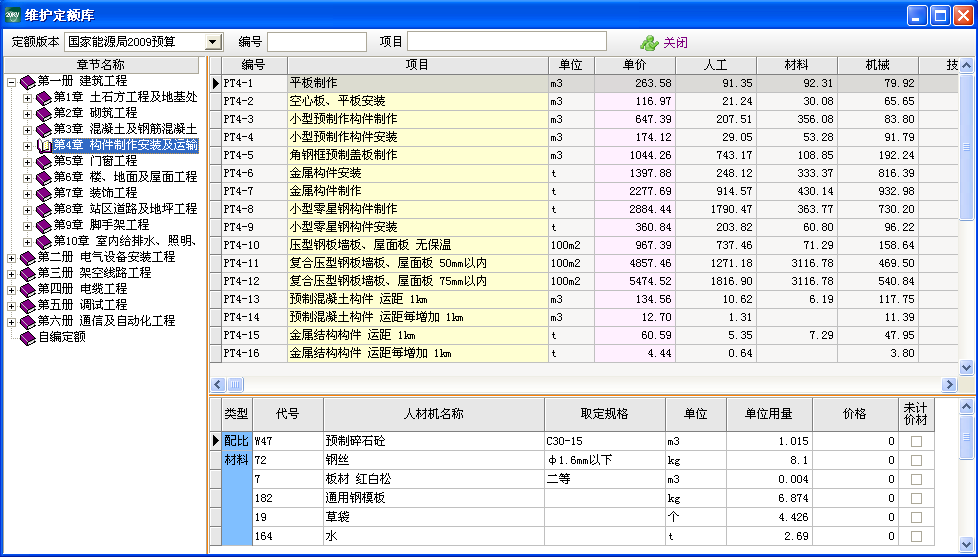 20KV 维护定额库
定额版本 国家能源局2009预算 编号 项目 关闭
章节名称
第一册 建筑工程
第1章 土石方工程及地基处
第2章 砌筑工程
第3章 混凝土及钢筋混凝土
第4章 构件制作安装及运输
第5章 门窗工程
第6章 楼、地面及屋面工程
第7章 装饰工程
第8章 站区道路及地坪工程
第9章 脚手架工程
第10章 室内给排水、照明、
第二册 电气设备安装工程
第三册 架空线路工程
第四册 电缆工程
第五册 调试工程
第六册 通信及自动化工程
自编定额
编号 项目 单位 单价 人工 材料 机械 技
PT4-1 平板制作 m3 263.58 91.35 92.31 79.92
PT4-2 空心板、平板安装 m3 116.97 21.24 30.08 65.65
PT4-3 小型预制作构件制作 m3 647.39 207.51 356.08 83.80
PT4-4 小型预制作构件安装 m3 174.12 29.05 53.28 91.79
PT4-5 角钢框预制盖板制作 m3 1044.26 743.17 108.85 192.24
PT4-6 金属构件安装 t 1397.88 248.12 333.37 816.39
PT4-7 金属构件制作 t 2277.69 914.57 430.14 932.98
PT4-8 小型零星钢构件制作 t 2884.44 1790.47 363.77 730.20
PT4-9 小型零星钢构件安装 t 360.84 203.82 60.80 96.22
PT4-10 压型钢板墙板、屋面板 无保温 100m2 967.39 737.46 71.29 158.64
PT4-11 复合压型钢板墙板、屋面板 50mm以内 100m2 4857.46 1271.18 3116.78 469.50
PT4-12 复合压型钢板墙板、屋面板 75mm以内 100m2 5474.52 1816.90 3116.78 540.84
PT4-13 预制混凝土构件 运距 1km m3 134.56 10.62 6.19 117.75
PT4-14 预制混凝土构件 运距每增加 1km m3 12.70 1.31 11.39
PT4-15 金属结构构件 运距 1km t 60.59 5.35 7.29 47.95
PT4-16 金属结构构件 运距每增加 1km t 4.44 0.64 3.80
类型 代号 人材机名称 取定规格 单位 单位用量 价格 未计价材
配比 W47 预制碎石砼 C30-15 m3 1.015 0
材料 72 钢丝 φ1.6mm以下 kg 8.1 0
7 板材 红白松 二等 m3 0.004 0
182 通用钢模板 kg 6.874 0
19 草袋 个 4.426 0
164 水 t 2.69 0